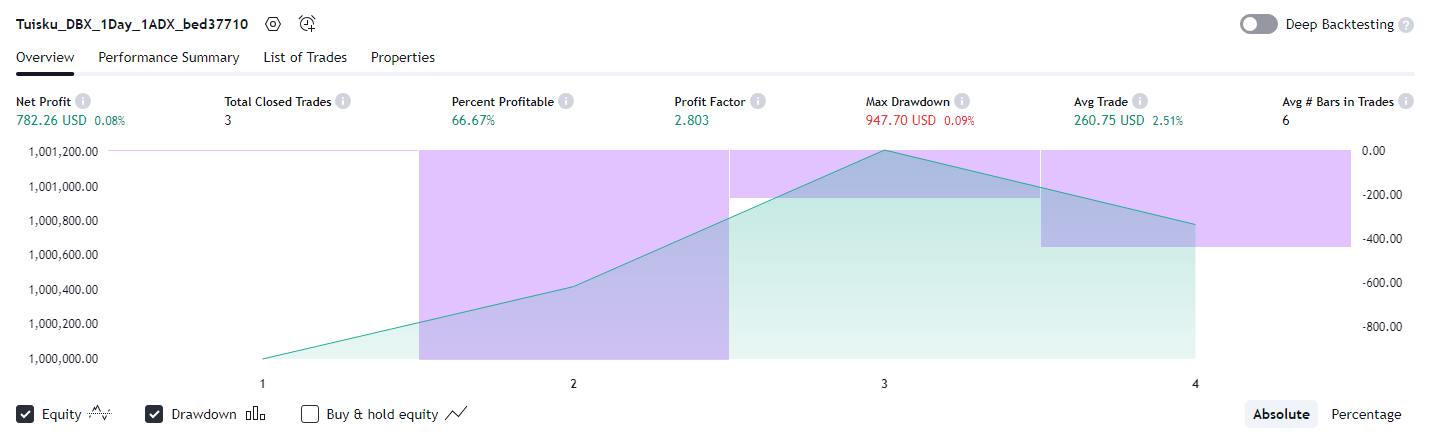 Tuisku_DBX_1Day_1ADX_bed37710
Deep Backtesting ?
Overview Performance Summary List of Trades Properties
Net Profit Total Closed Trades Percent Profitable Profit Factor Max Drawdown Avg Trade Avg # Bars in Trades
782.26 USD 0.08% 3 66.67% 2.803 947.70 USD 0.09% 260.75 USD 2.51% 6
1,001,200.00 0.00
1,001,000.00 -200.00
1,000,800.00 -400.00
1,000,600.00 -600.00
1,000,400.00 -800.00
1,000,200.00
1,000,000.00
1 2 3 4
Equity Drawdown Buy & hold equity Absolute Percentage